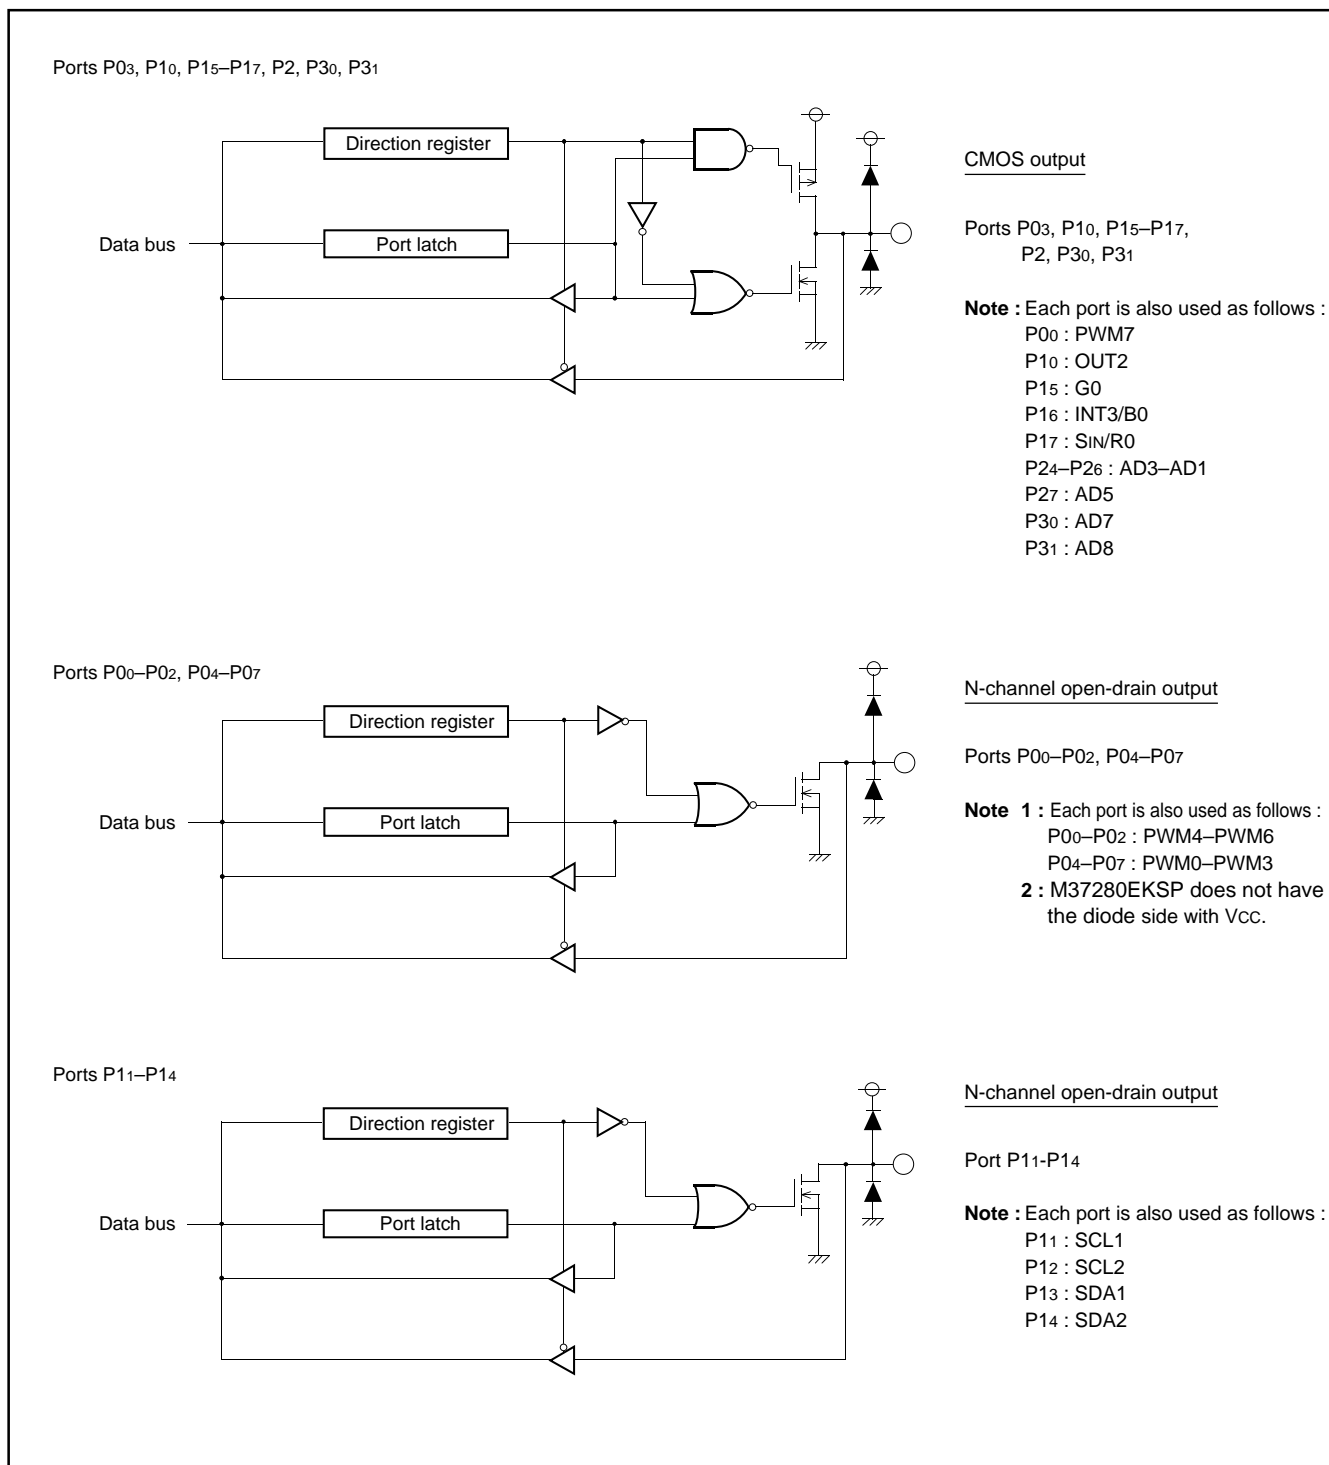 Ports P03, P10, P15–P17, P2, P30, P31
Direction register
Port latch
Data bus
CMOS output
Ports P03, P10, P15–P17,
P2, P30, P31
Note : Each port is also used as follows :
P00 : PWM7
P10 : OUT2
P15 : G0
P16 : INT3/B0
P17 : SIN/R0
P24–P26 : AD3–AD1
P27 : AD5
P30 : AD7
P31 : AD8
Ports P00–P02, P04–P07
Direction register
Port latch
Data bus
N-channel open-drain output
Ports P00–P02, P04–P07
Note 1 : Each port is also used as follows :
P00–P02 : PWM4–PWM6
P04–P07 : PWM0–PWM3
2 : M37280EKSP does not have
the diode side with VCC.
Ports P11–P14
Direction register
Port latch
Data bus
N-channel open-drain output
Port P11-P14
Note : Each port is also used as follows :
P11 : SCL1
P12 : SCL2
P13 : SDA1
P14 : SDA2